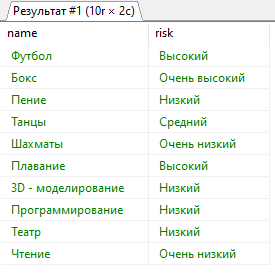 Результат #1 (10r × 2c)
name risk
Футбол Высокий
Бокс Очень высокий
Пение Низкий
Танцы Средний
Шахматы Очень низкий
Плавание Высокий
3D - моделирование Низкий
Программирование Низкий
Театр Низкий
Чтение Очень низкий